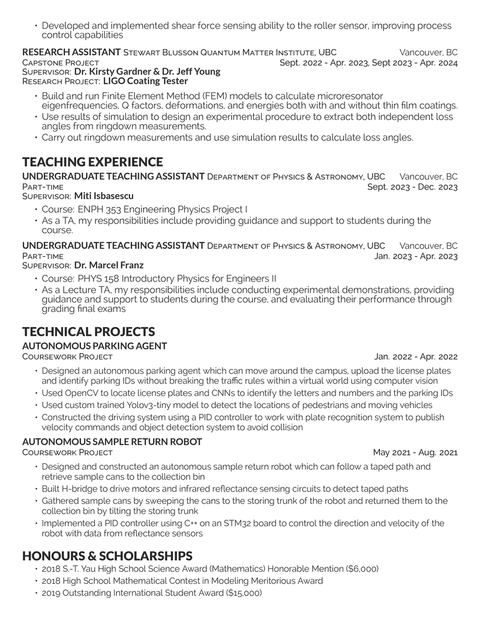 • Developed and implemented shear force sensing ability to the roller sensor, improving process
control capabilities
RESEARCH ASSISTANT STEWART BLUSSON QUANTUM MATTER INSTITUTE, UBC Vancouver, BC
CAPSTONE PROJECT Sept. 2022 - Apr. 2023, Sept 2023 - Apr. 2024
SUPERVISOR: Dr. Kirsty Gardner & Dr. Jeff Young
RESEARCH PROJECT: LIGO Coating Tester
• Build and run Finite Element Method (FEM) models to calculate microresonator
eigenfrequencies, Q factors, deformations, and energies both with and without thin film coatings.
• Use results of simulation to design an experimental procedure to extract both independent loss
angles from ringdown measurements.
• Carry out ringdown measurements and use simulation results to calculate loss angles.
TEACHING EXPERIENCE
UNDERGRADUATE TEACHING ASSISTANT DEPARTMENT OF PHYSICS & ASTRONOMY, UBC Vancouver, BC
PART-TIME Sept. 2023 - Dec. 2023
SUPERVISOR: Miti Isbasescu
• Course: ENPH 353 Engineering Physics Project I
• As a TA, my responsibilities include providing guidance and support to students during the
course.
UNDERGRADUATE TEACHING ASSISTANT DEPARTMENT OF PHYSICS & ASTRONOMY, UBC Vancouver, BC
PART-TIME Jan. 2023 - Apr. 2023
SUPERVISOR: Dr. Marcel Franz
• Course: PHYS 158 Introductory Physics for Engineers II
• As a Lecture TA, my responsibilities include conducting experimental demonstrations, providing
guidance and support to students during the course, and evaluating their performance through
grading final exams
TECHNICAL PROJECTS
AUTONOMOUS PARKING AGENT
COURSEWORK PROJECT Jan. 2022 - Apr. 2022
• Designed an autonomous parking agent which can move around the campus, upload the license plates
and identify parking IDs without breaking the traffic rules within a virtual world using computer vision
• Used OpenCV to locate license plates and CNNs to identify the letters and numbers and the parking IDs
• Used custom trained Yolov3-tiny model to detect the locations of pedestrians and moving vehicles
• Constructed the driving system using a PID controller to work with plate recognition system to publish
velocity commands and object detection system to avoid collision
AUTONOMOUS SAMPLE RETURN ROBOT
COURSEWORK PROJECT May 2021 - Aug. 2021
• Designed and constructed an autonomous sample return robot which can follow a taped path and
retrieve sample cans to the collection bin
• Built H-bridge to drive motors and infrared reflectance sensing circuits to detect taped paths
• Gathered sample cans by sweeping the cans to the storing trunk of the robot and returned them to the
collection bin by tilting the storing trunk
• Implemented a PID controller using C++ on an STM32 board to control the direction and velocity of the
robot with data from reflectance sensors
HONOURS & SCHOLARSHIPS
• 2018 S.-T. Yau High School Science Award (Mathematics) Honorable Mention ($6,000)
• 2018 High School Mathematical Contest in Modeling Meritorious Award
• 2019 Outstanding International Student Award ($15,000)